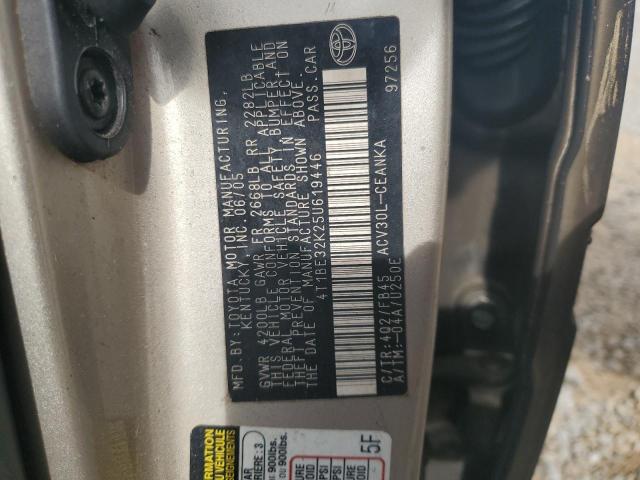 MFD. BY: TOYOTA MOTOR MANUFACTURING,
KENTUCKY, INC. 06/05
GVWR 4200LB GAWR FR 2668LB RR 2282LB
THIS VEHICLE CONFORMS TO ALL APPLICABLE
FEDERAL MOTOR VEHICLE SAFETY, BUMPER AND
THEFT PREVENTION STANDARDS IN EFFECT ON
THE DATE OF MANUFACTURE SHOWN ABOVE.
4T1BE32K25U619446 PASS. CAR
C/TR: 4Q2/FB45 ACV30L-CEANKA 97256
A/TM: -04A/U250E
5F